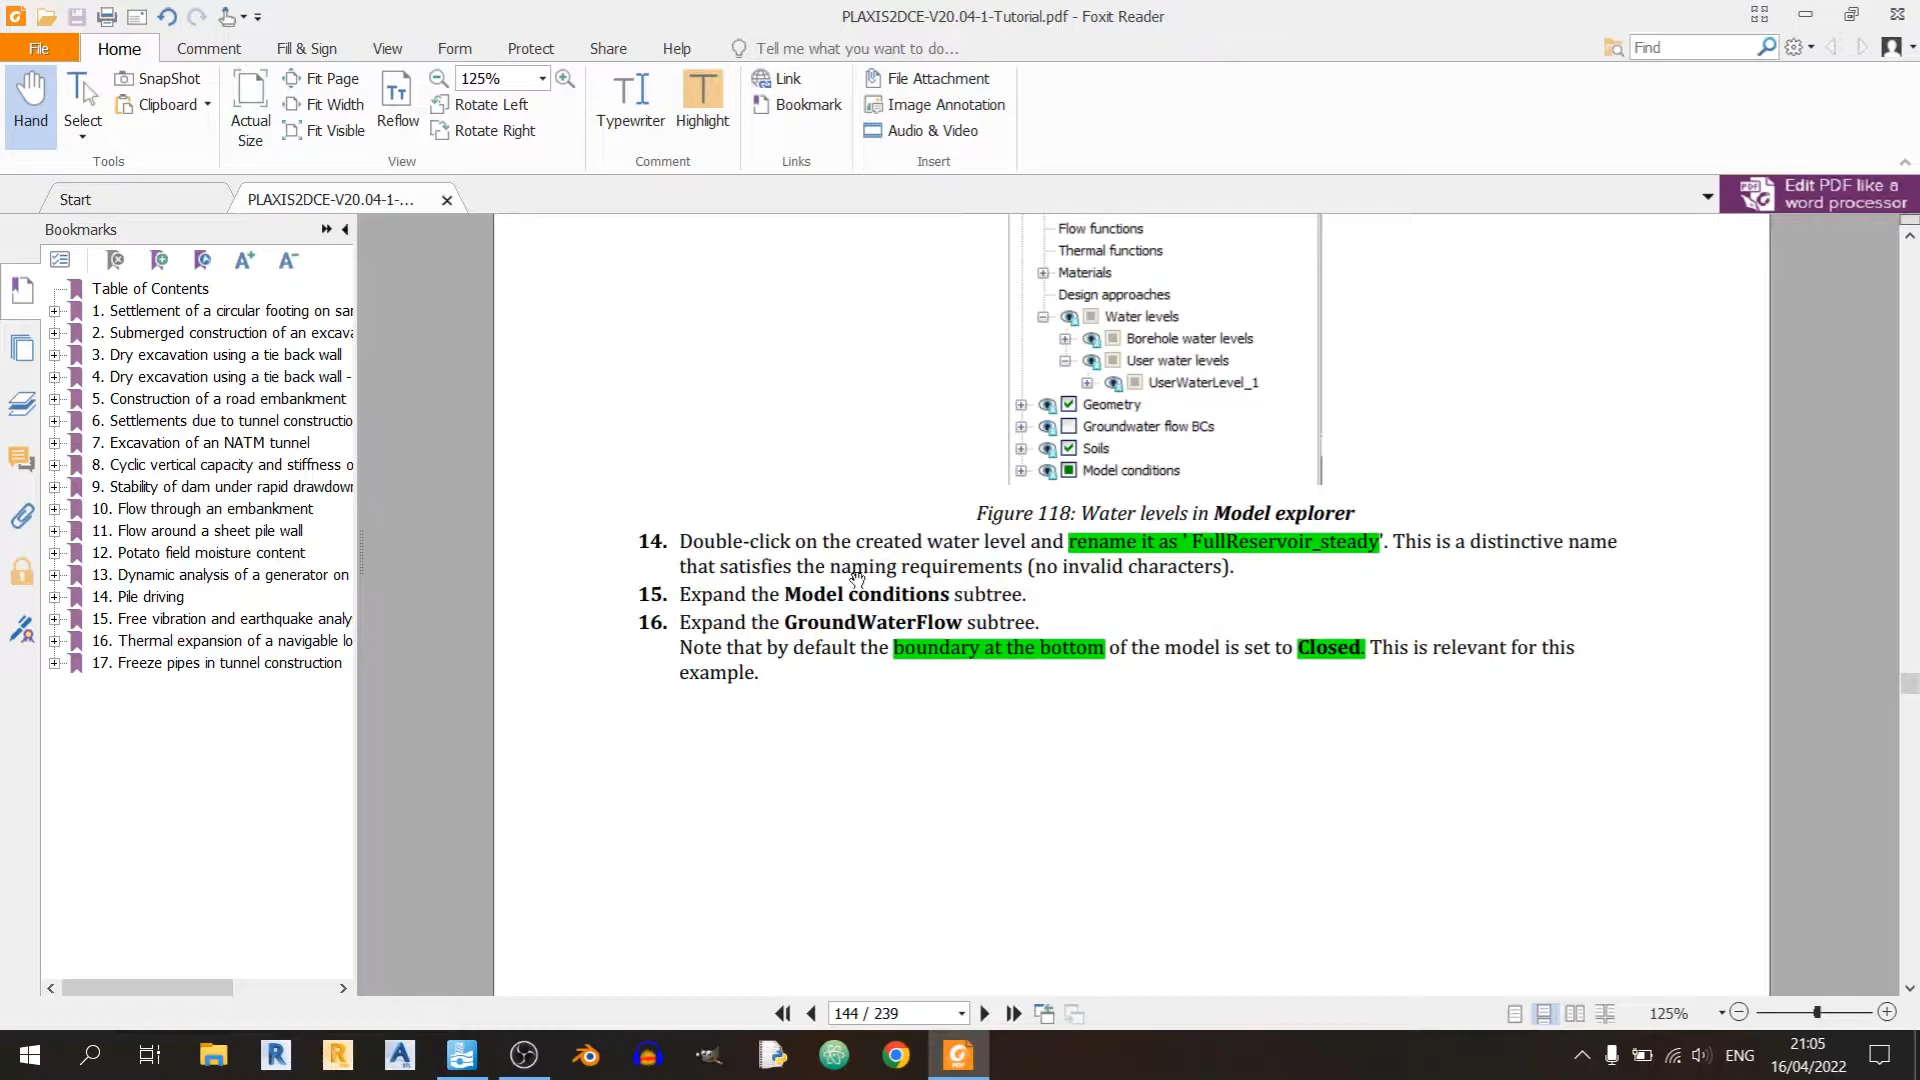 PLAXIS2DCE-V20.04-1-Tutorial.pdf - Foxit Reader
File Home Comment Fill & Sign View Form Protect Share Help Tell me what you want to do... Find
Hand
Select
SnapShot
Clipboard
Tools
Actual Size
Fit Page
Fit Width
Fit Visible
Reflow
125%
Rotate Left
Rotate Right
View
Typewriter
Highlight
Comment
Link
Bookmark
Links
File Attachment
Image Annotation
Audio & Video
Insert
Start
PLAXIS2DCE-V20.04-1-...
Edit PDF like a
word processor
Bookmarks
Table of Contents
1. Settlement of a circular footing on sar
2. Submerged construction of an excava
3. Dry excavation using a tie back wall
4. Dry excavation using a tie back wall -
5. Construction of a road embankment
6. Settlements due to tunnel constructio
7. Excavation of an NATM tunnel
8. Cyclic vertical capacity and stiffness o
9. Stability of dam under rapid drawdowr
10. Flow through an embankment
11. Flow around a sheet pile wall
12. Potato field moisture content
13. Dynamic analysis of a generator on
14. Pile driving
15. Free vibration and earthquake analy
16. Thermal expansion of a navigable lo
17. Freeze pipes in tunnel construction
Flow functions
Thermal functions
Materials
Design approaches
Water levels
Borehole water levels
User water levels
UserWaterLevel_1
Geometry
Groundwater flow BCs
Soils
Model conditions
Figure 118: Water levels in Model explorer
14. Double-click on the created water level and rename it as ' FullReservoir_steady'. This is a distinctive name
that satisfies the naming requirements (no invalid characters).
15. Expand the Model conditions subtree.
16. Expand the GroundWaterFlow subtree.
Note that by default the boundary at the bottom of the model is set to Closed. This is relevant for this
example.
144 / 239
125%
ENG
21:05
16/04/2022